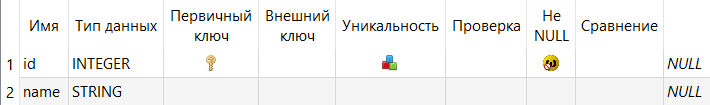 Имя Тип данных Первичный ключ Внешний ключ Уникальность Проверка Не NULL Сравнение
1 id INTEGER NULL
2 name STRING NULL